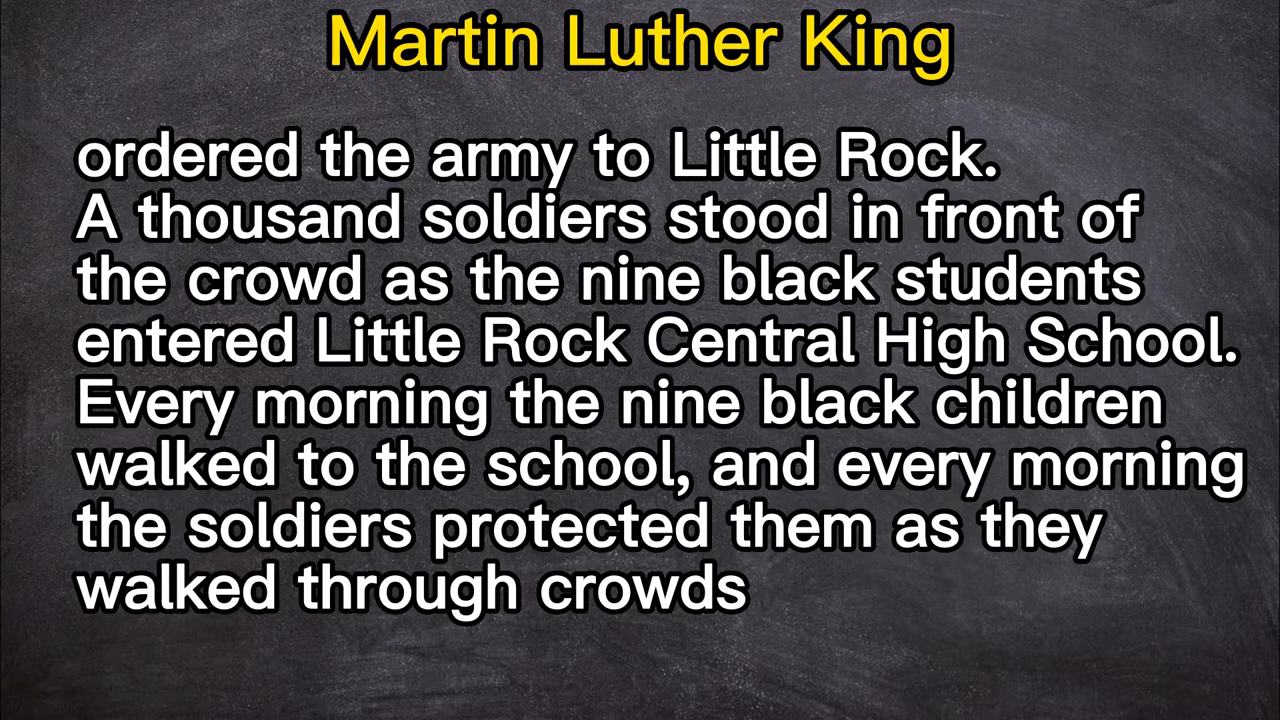 Martin Luther King
ordered the army to Little Rock.
A thousand soldiers stood in front of
the crowd as the nine black students
entered Little Rock Central High School.
Every morning the nine black children
walked to the school, and every morning
the soldiers protected them as they
walked through crowds